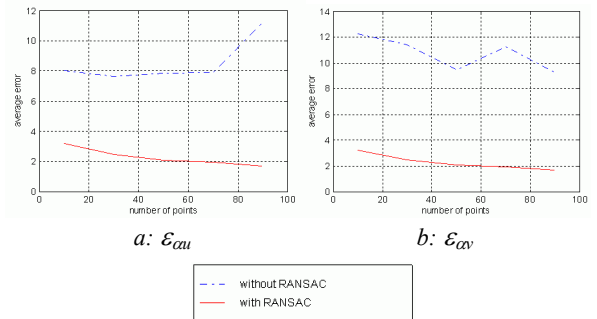 12
10
8
6
4
2
0
average error
0 20 40 60 80 100
number of points
14
12
10
8
6
4
2
0
average error
0 20 40 60 80 100
number of points
a: εαu
b: εαv
without RANSAC
with RANSAC